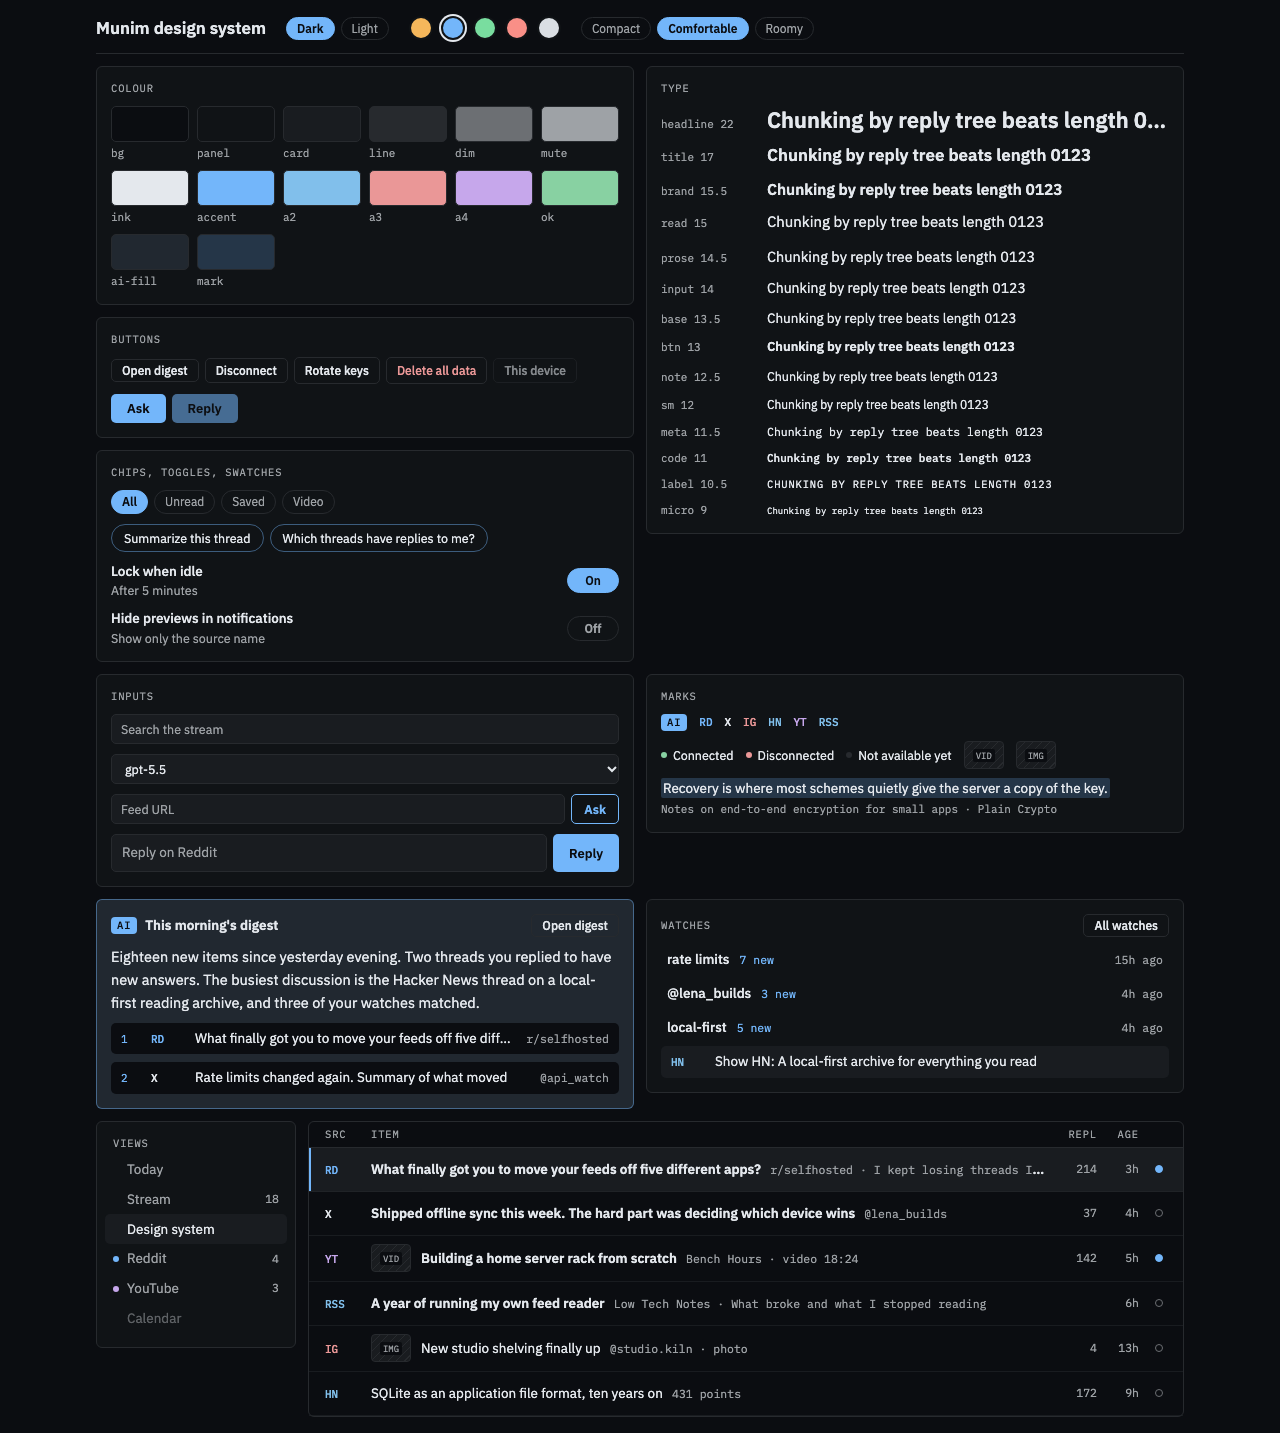 Munim design system
Dark
Light
Compact
Comfortable
Roomy
COLOUR
bg
panel
card
line
dim
mute
ink
accent
a2
a3
a4
ok
ai-fill
mark
BUTTONS
Open digest
Disconnect
Rotate keys
Delete all data
This device
Ask
Reply
CHIPS, TOGGLES, SWATCHES
All
Unread
Saved
Video
Summarize this thread
Which threads have replies to me?
Lock when idle
After 5 minutes
On
Hide previews in notifications
Show only the source name
Off
TYPE
headline 22
Chunking by reply tree beats length 0...
title 17
Chunking by reply tree beats length 0123
brand 15.5
Chunking by reply tree beats length 0123
read 15
Chunking by reply tree beats length 0123
prose 14.5
Chunking by reply tree beats length 0123
input 14
Chunking by reply tree beats length 0123
base 13.5
Chunking by reply tree beats length 0123
btn 13
Chunking by reply tree beats length 0123
note 12.5
Chunking by reply tree beats length 0123
sm 12
Chunking by reply tree beats length 0123
meta 11.5
Chunking by reply tree beats length 0123
code 11
Chunking by reply tree beats length 0123
label 10.5
CHUNKING BY REPLY TREE BEATS LENGTH 0123
micro 9
Chunking by reply tree beats length 0123
INPUTS
Search the stream
gpt-5.5
Feed URL
Ask
Reply on Reddit
Reply
MARKS
AI RD X IG HN YT RSS
Connected
Disconnected
Not available yet
VID
IMG
Recovery is where most schemes quietly give the server a copy of the key.
Notes on end-to-end encryption for small apps · Plain Crypto
AI This morning's digest
Open digest
Eighteen new items since yesterday evening. Two threads you replied to have
new answers. The busiest discussion is the Hacker News thread on a local-
first reading archive, and three of your watches matched.
1 RD What finally got you to move your feeds off five diff... r/selfhosted
2 X Rate limits changed again. Summary of what moved @api_watch
WATCHES
All watches
rate limits 7 new 15h ago
@lena_builds 3 new 4h ago
local-first 5 new 4h ago
HN Show HN: A local-first archive for everything you read
VIEWS
Today
Stream 18
Design system
Reddit 4
YouTube 3
Calendar
SRC ITEM REPL AGE
RD What finally got you to move your feeds off five different apps? r/selfhosted · I kept losing threads I... 214 3h
X Shipped offline sync this week. The hard part was deciding which device wins @lena_builds 37 4h
YT VID Building a home server rack from scratch Bench Hours · video 18:24 142 5h
RSS A year of running my own feed reader Low Tech Notes · What broke and what I stopped reading 6h
IG IMG New studio shelving finally up @studio.kiln · photo 4 13h
HN SQLite as an application file format, ten years on 431 points 172 9h